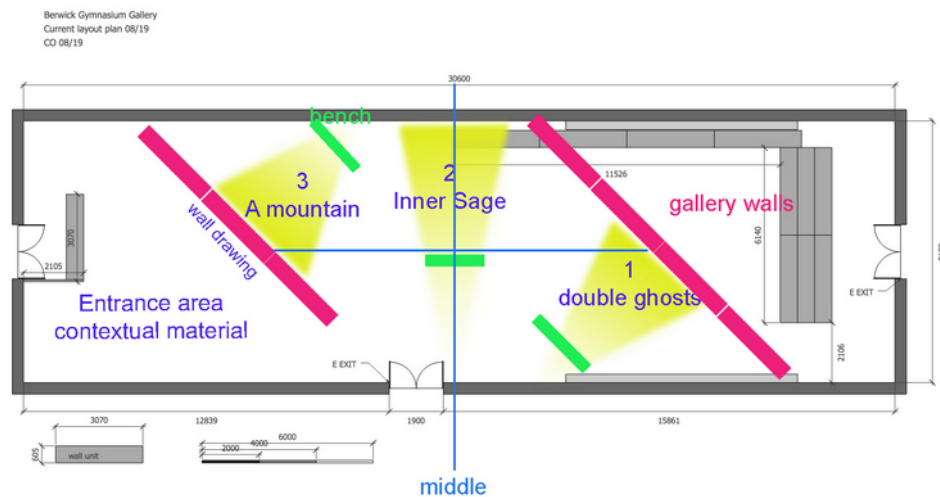 Berwick Gymnasium Gallery
Current layout plan 08/19
CO 08/19
30600
bench
3
A mountain
2
Inner Sage
11526
gallery walls
wall drawing
3070
6140
2105
1
double ghosts
Entrance area
contextual material
E EXIT
E EXIT
2106
12839
1900
15861
3070
605
wall unit
6000
4000
2000
middle